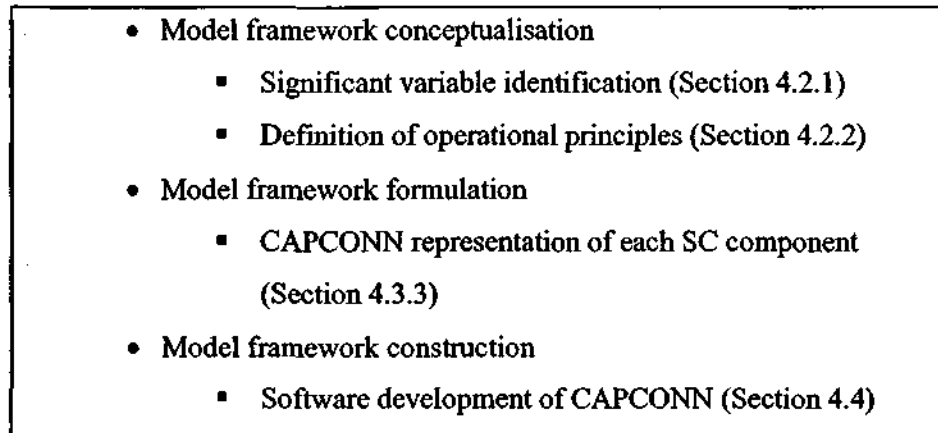 • Model framework conceptualisation
▪ Significant variable identification (Section 4.2.1)
▪ Definition of operational principles (Section 4.2.2)
• Model framework formulation
▪ CAPCONN representation of each SC component
(Section 4.3.3)
• Model framework construction
▪ Software development of CAPCONN (Section 4.4)